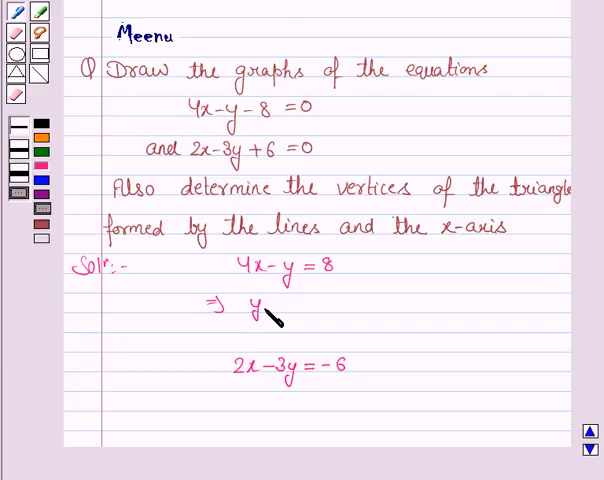 Meenu
Q Draw the graphs of the equations
4x-y-8=0
and 2x-3y+6=0
Also determine the vertices of the triangle
formed by the lines and the x-axis
Solⁿ:- 4x-y=8
⇒ y
2x-3y=-6